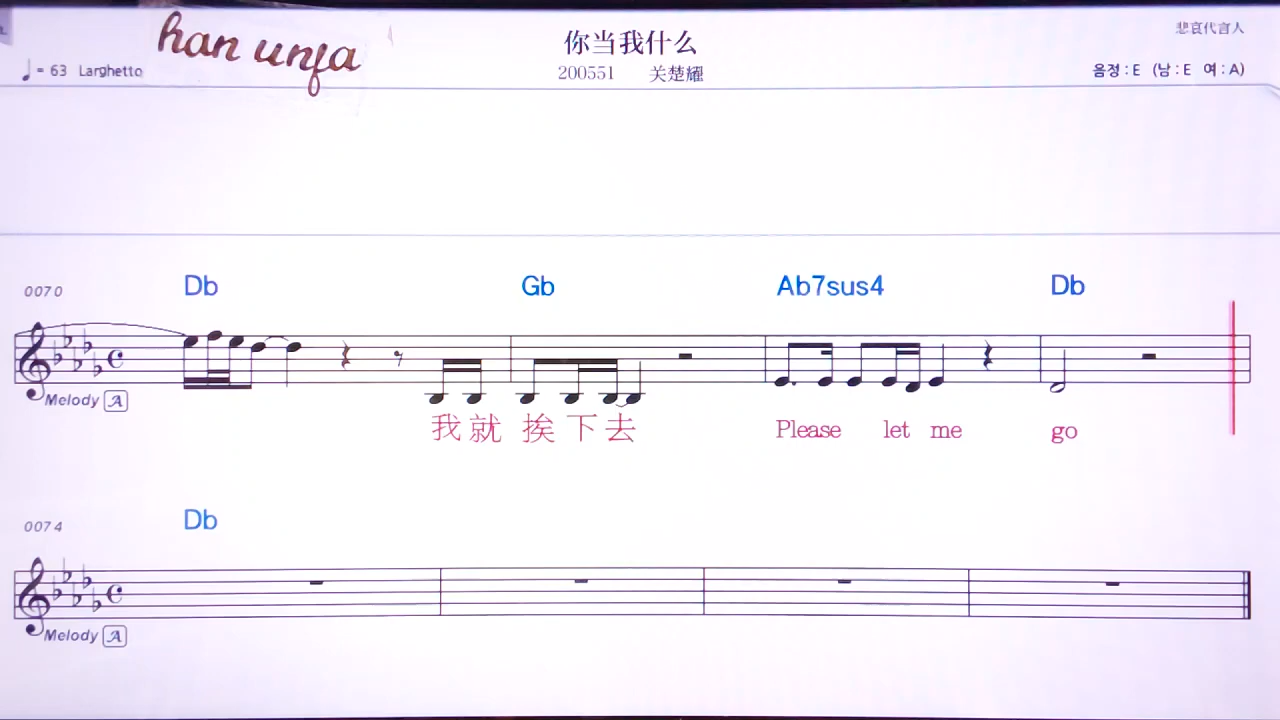 han unfa
你当我什么
悲哀代言人
= 63 Larghetto
200551 关楚耀
음정 : E (남 : E 여 : A)
0070 Db Gb Ab7sus4 Db
Melody A
我就 挨下去 Please let me go
0074 Db
Melody A